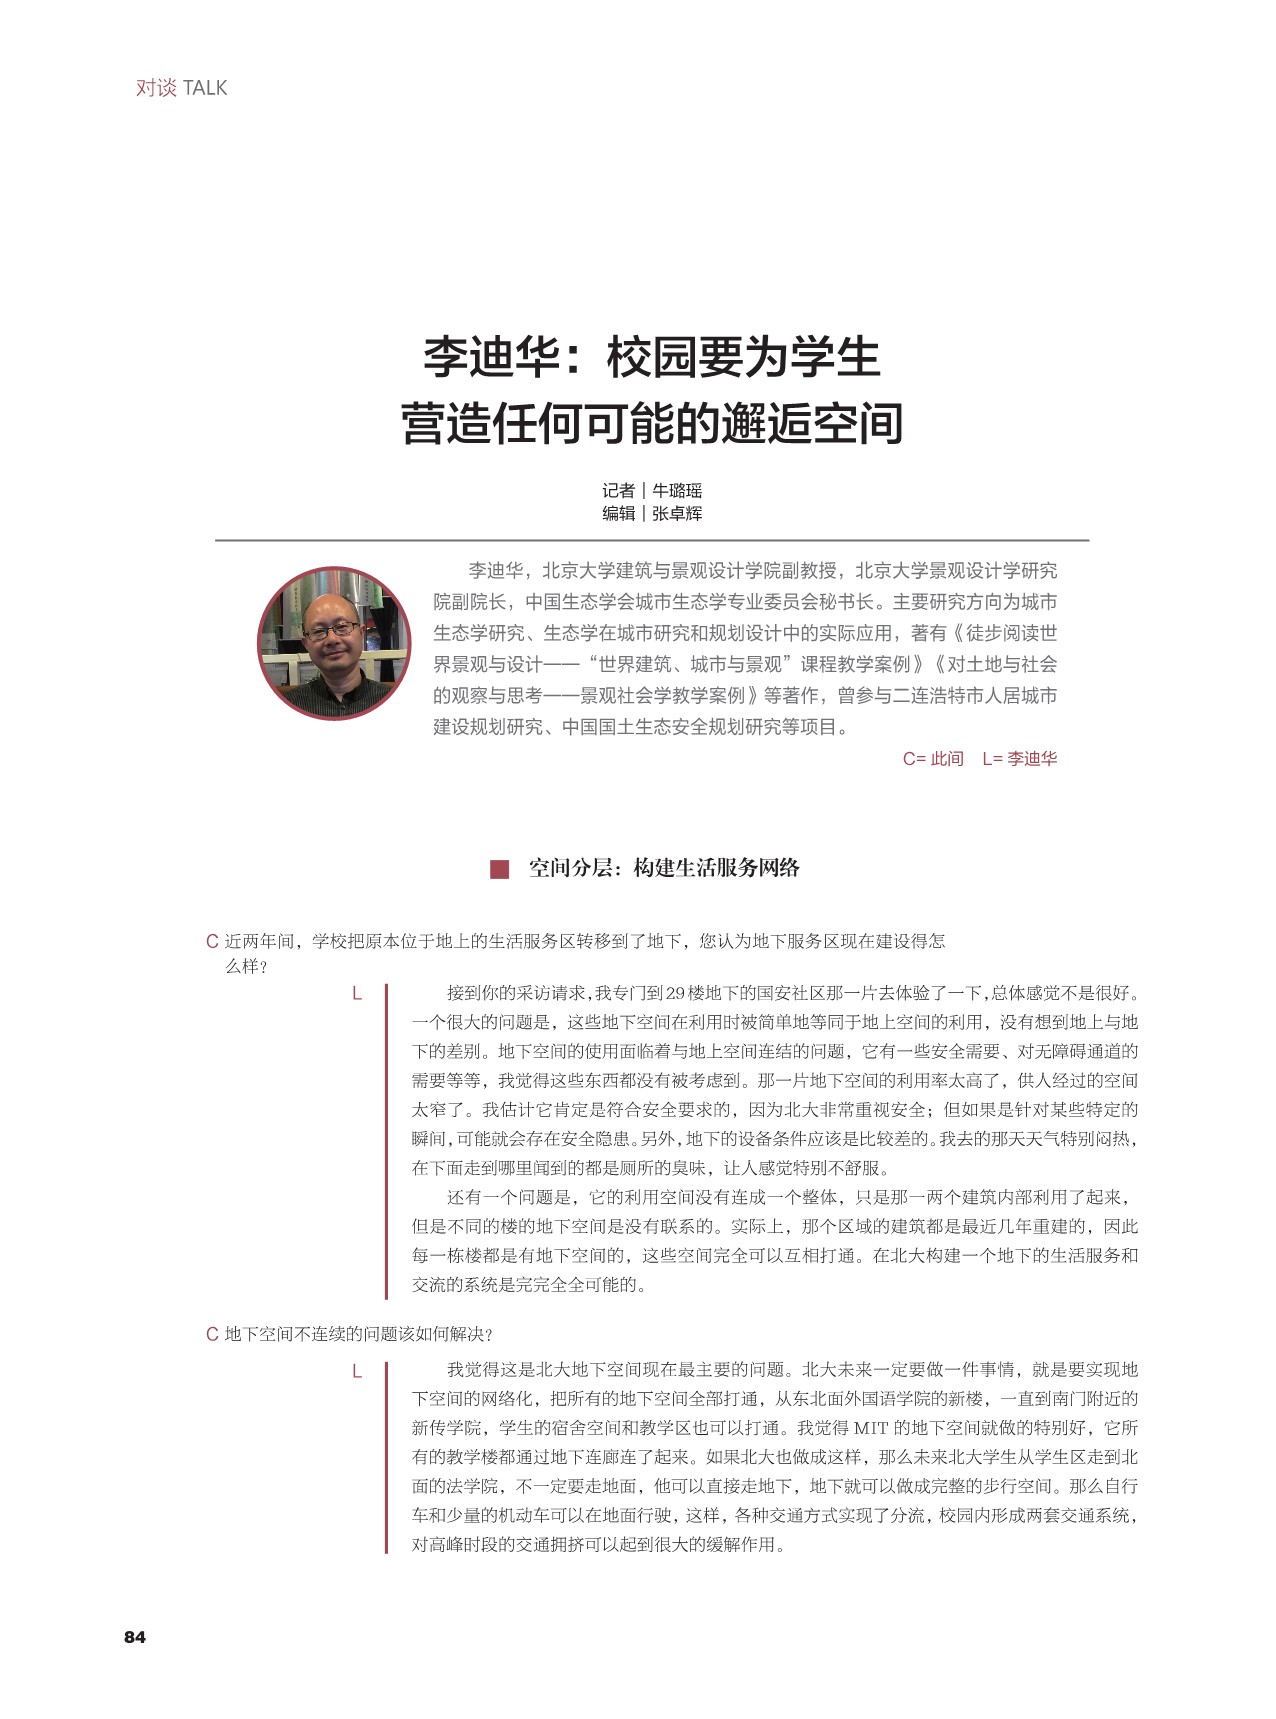 对谈 TALK
李迪华：校园要为学生
营造任何可能的邂逅空间
记者｜牛璐瑶
编辑｜张卓辉
李迪华，北京大学建筑与景观设计学院副教授，北京大学景观设计学研究
院副院长，中国生态学会城市生态学专业委员会秘书长。主要研究方向为城市
生态学研究、生态学在城市研究和规划设计中的实际应用，著有《徒步阅读世
界景观与设计——“世界建筑、城市与景观”课程教学案例》《对土地与社会
的观察与思考——景观社会学教学案例》等著作，曾参与二连浩特市人居城市
建设规划研究、中国国土生态安全规划研究等项目。
C= 此间 L= 李迪华
空间分层：构建生活服务网络
C 近两年间，学校把原本位于地上的生活服务区转移到了地下，您认为地下服务区现在建设得怎
么样？
L 接到你的采访请求，我专门到29楼地下的国安社区那一片去体验了一下，总体感觉不是很好。
一个很大的问题是，这些地下空间在利用时被简单地等同于地上空间的利用，没有想到地上与地
下的差别。地下空间的使用面临着与地上空间连结的问题，它有一些安全需要、对无障碍通道的
需要等等，我觉得这些东西都没有被考虑到。那一片地下空间的利用率太高了，供人经过的空间
太窄了。我估计它肯定是符合安全要求的，因为北大非常重视安全；但如果是针对某些特定的
瞬间，可能就会存在安全隐患。另外，地下的设备条件应该是比较差的。我去的那天天气特别闷热，
在下面走到哪里闻到的都是厕所的臭味，让人感觉特别不舒服。
还有一个问题是，它的利用空间没有连成一个整体，只是那一两个建筑内部利用了起来，
但是不同的楼的地下空间是没有联系的。实际上，那个区域的建筑都是最近几年重建的，因此
每一栋楼都是有地下空间的，这些空间完全可以互相打通。在北大构建一个地下的生活服务和
交流的系统是完完全全可能的。
C 地下空间不连续的问题该如何解决？
L 我觉得这是北大地下空间现在最主要的问题。北大未来一定要做一件事情，就是要实现地
下空间的网络化，把所有的地下空间全部打通，从东北面外国语学院的新楼，一直到南门附近的
新传学院，学生的宿舍空间和教学区也可以打通。我觉得 MIT 的地下空间就做的特别好，它所
有的教学楼都通过地下连廊连了起来。如果北大也做成这样，那么未来北大学生从学生区走到北
面的法学院，不一定要走地面，他可以直接走地下，地下就可以做成完整的步行空间。那么自行
车和少量的机动车可以在地面行驶，这样，各种交通方式实现了分流，校园内形成两套交通系统，
对高峰时段的交通拥挤可以起到很大的缓解作用。
84